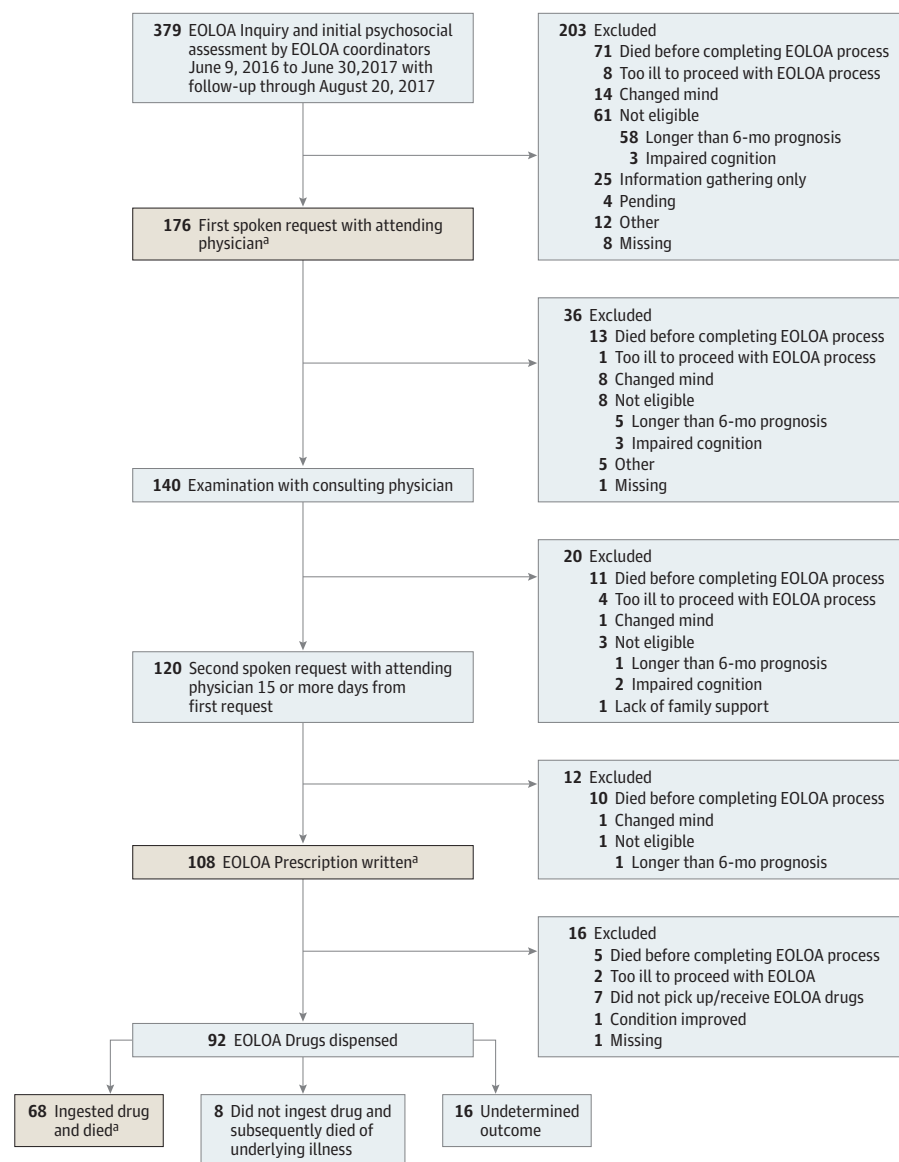 379 EOLOA Inquiry and initial psychosocial
assessment by EOLOA coordinators
June 9, 2016 to June 30,2017 with
follow-up through August 20, 2017
203 Excluded
71 Died before completing EOLOA process
8 Too ill to proceed with EOLOA process
14 Changed mind
61 Not eligible
58 Longer than 6-mo prognosis
3 Impaired cognition
25 Information gathering only
4 Pending
12 Other
8 Missing
176 First spoken request with attending
physicianᵃ
36 Excluded
13 Died before completing EOLOA process
1 Too ill to proceed with EOLOA process
8 Changed mind
8 Not eligible
5 Longer than 6-mo prognosis
3 Impaired cognition
5 Other
1 Missing
140 Examination with consulting physician
20 Excluded
11 Died before completing EOLOA process
4 Too ill to proceed with EOLOA process
1 Changed mind
3 Not eligible
1 Longer than 6-mo prognosis
2 Impaired cognition
1 Lack of family support
120 Second spoken request with attending
physician 15 or more days from
first request
12 Excluded
10 Died before completing EOLOA process
1 Changed mind
1 Not eligible
1 Longer than 6-mo prognosis
108 EOLOA Prescription writtenᵃ
16 Excluded
5 Died before completing EOLOA process
2 Too ill to proceed with EOLOA
7 Did not pick up/receive EOLOA drugs
1 Condition improved
1 Missing
92 EOLOA Drugs dispensed
68 Ingested drug
and diedᵃ
8 Did not ingest drug and
subsequently died of
underlying illness
16 Undetermined
outcome